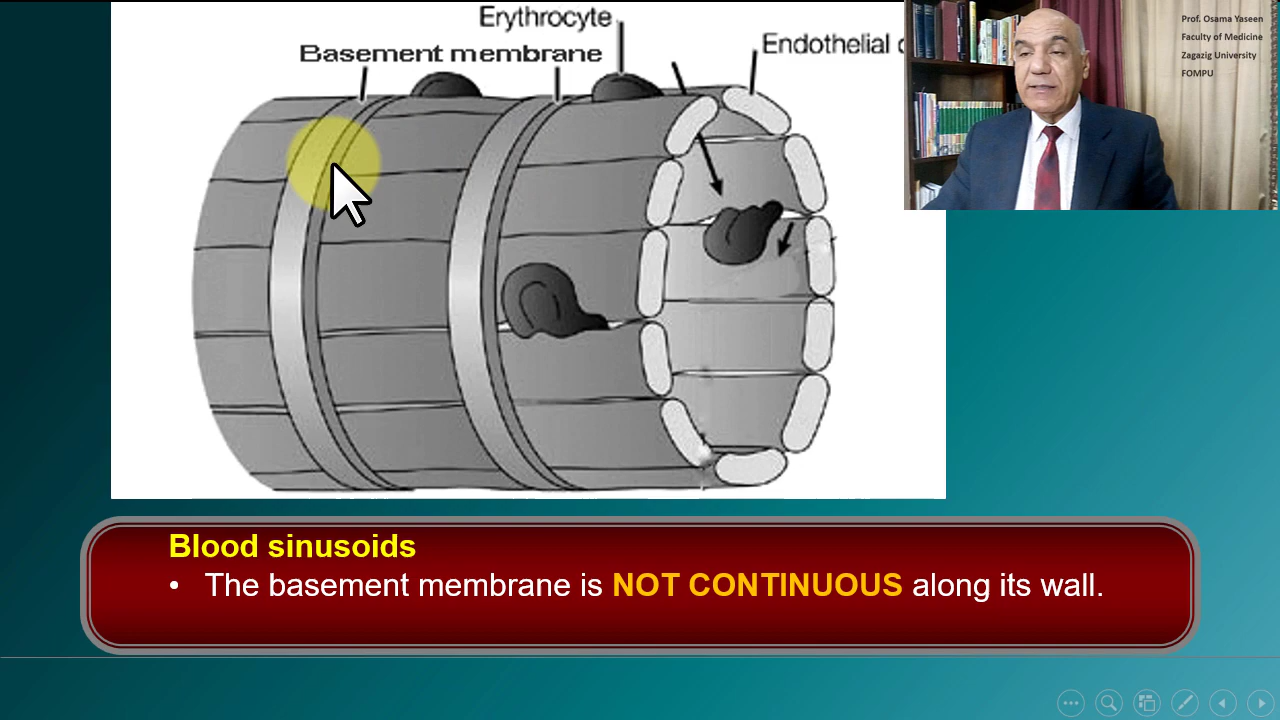 Erythrocyte
Basement membrane
Endothelial
Prof. Osama Yaseen
Faculty of Medicine
Zagazig University
FOMPU
Blood sinusoids
• The basement membrane is NOT CONTINUOUS along its wall.